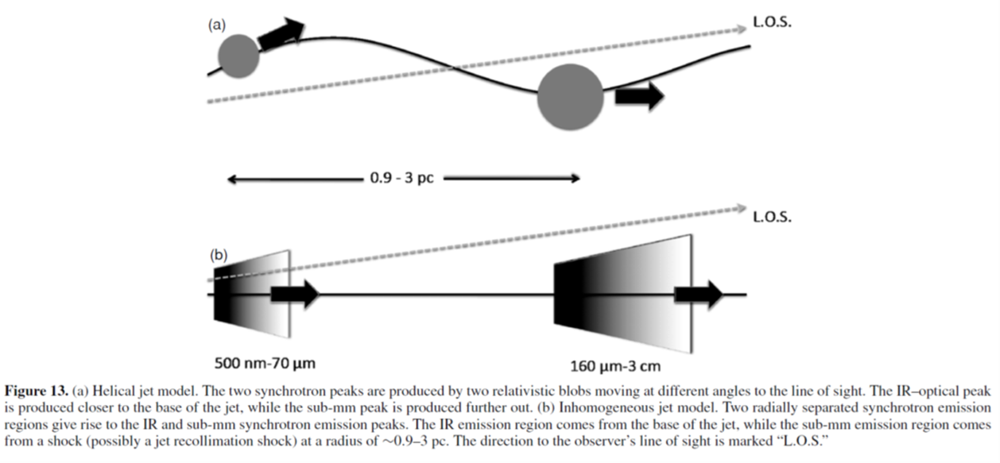 (a)
L.O.S.
0.9 - 3 pc
L.O.S.
(b)
500 nm-70 μm
160 μm-3 cm
Figure 13. (a) Helical jet model. The two synchrotron peaks are produced by two relativistic blobs moving at different angles to the line of sight. The IR–optical peak
is produced closer to the base of the jet, while the sub-mm peak is produced further out. (b) Inhomogeneous jet model. Two radially separated synchrotron emission
regions give rise to the IR and sub-mm synchrotron emission peaks. The IR emission region comes from the base of the jet, while the sub-mm emission region comes
from a shock (possibly a jet recollimation shock) at a radius of ∼0.9–3 pc. The direction to the observer’s line of sight is marked “L.O.S.”